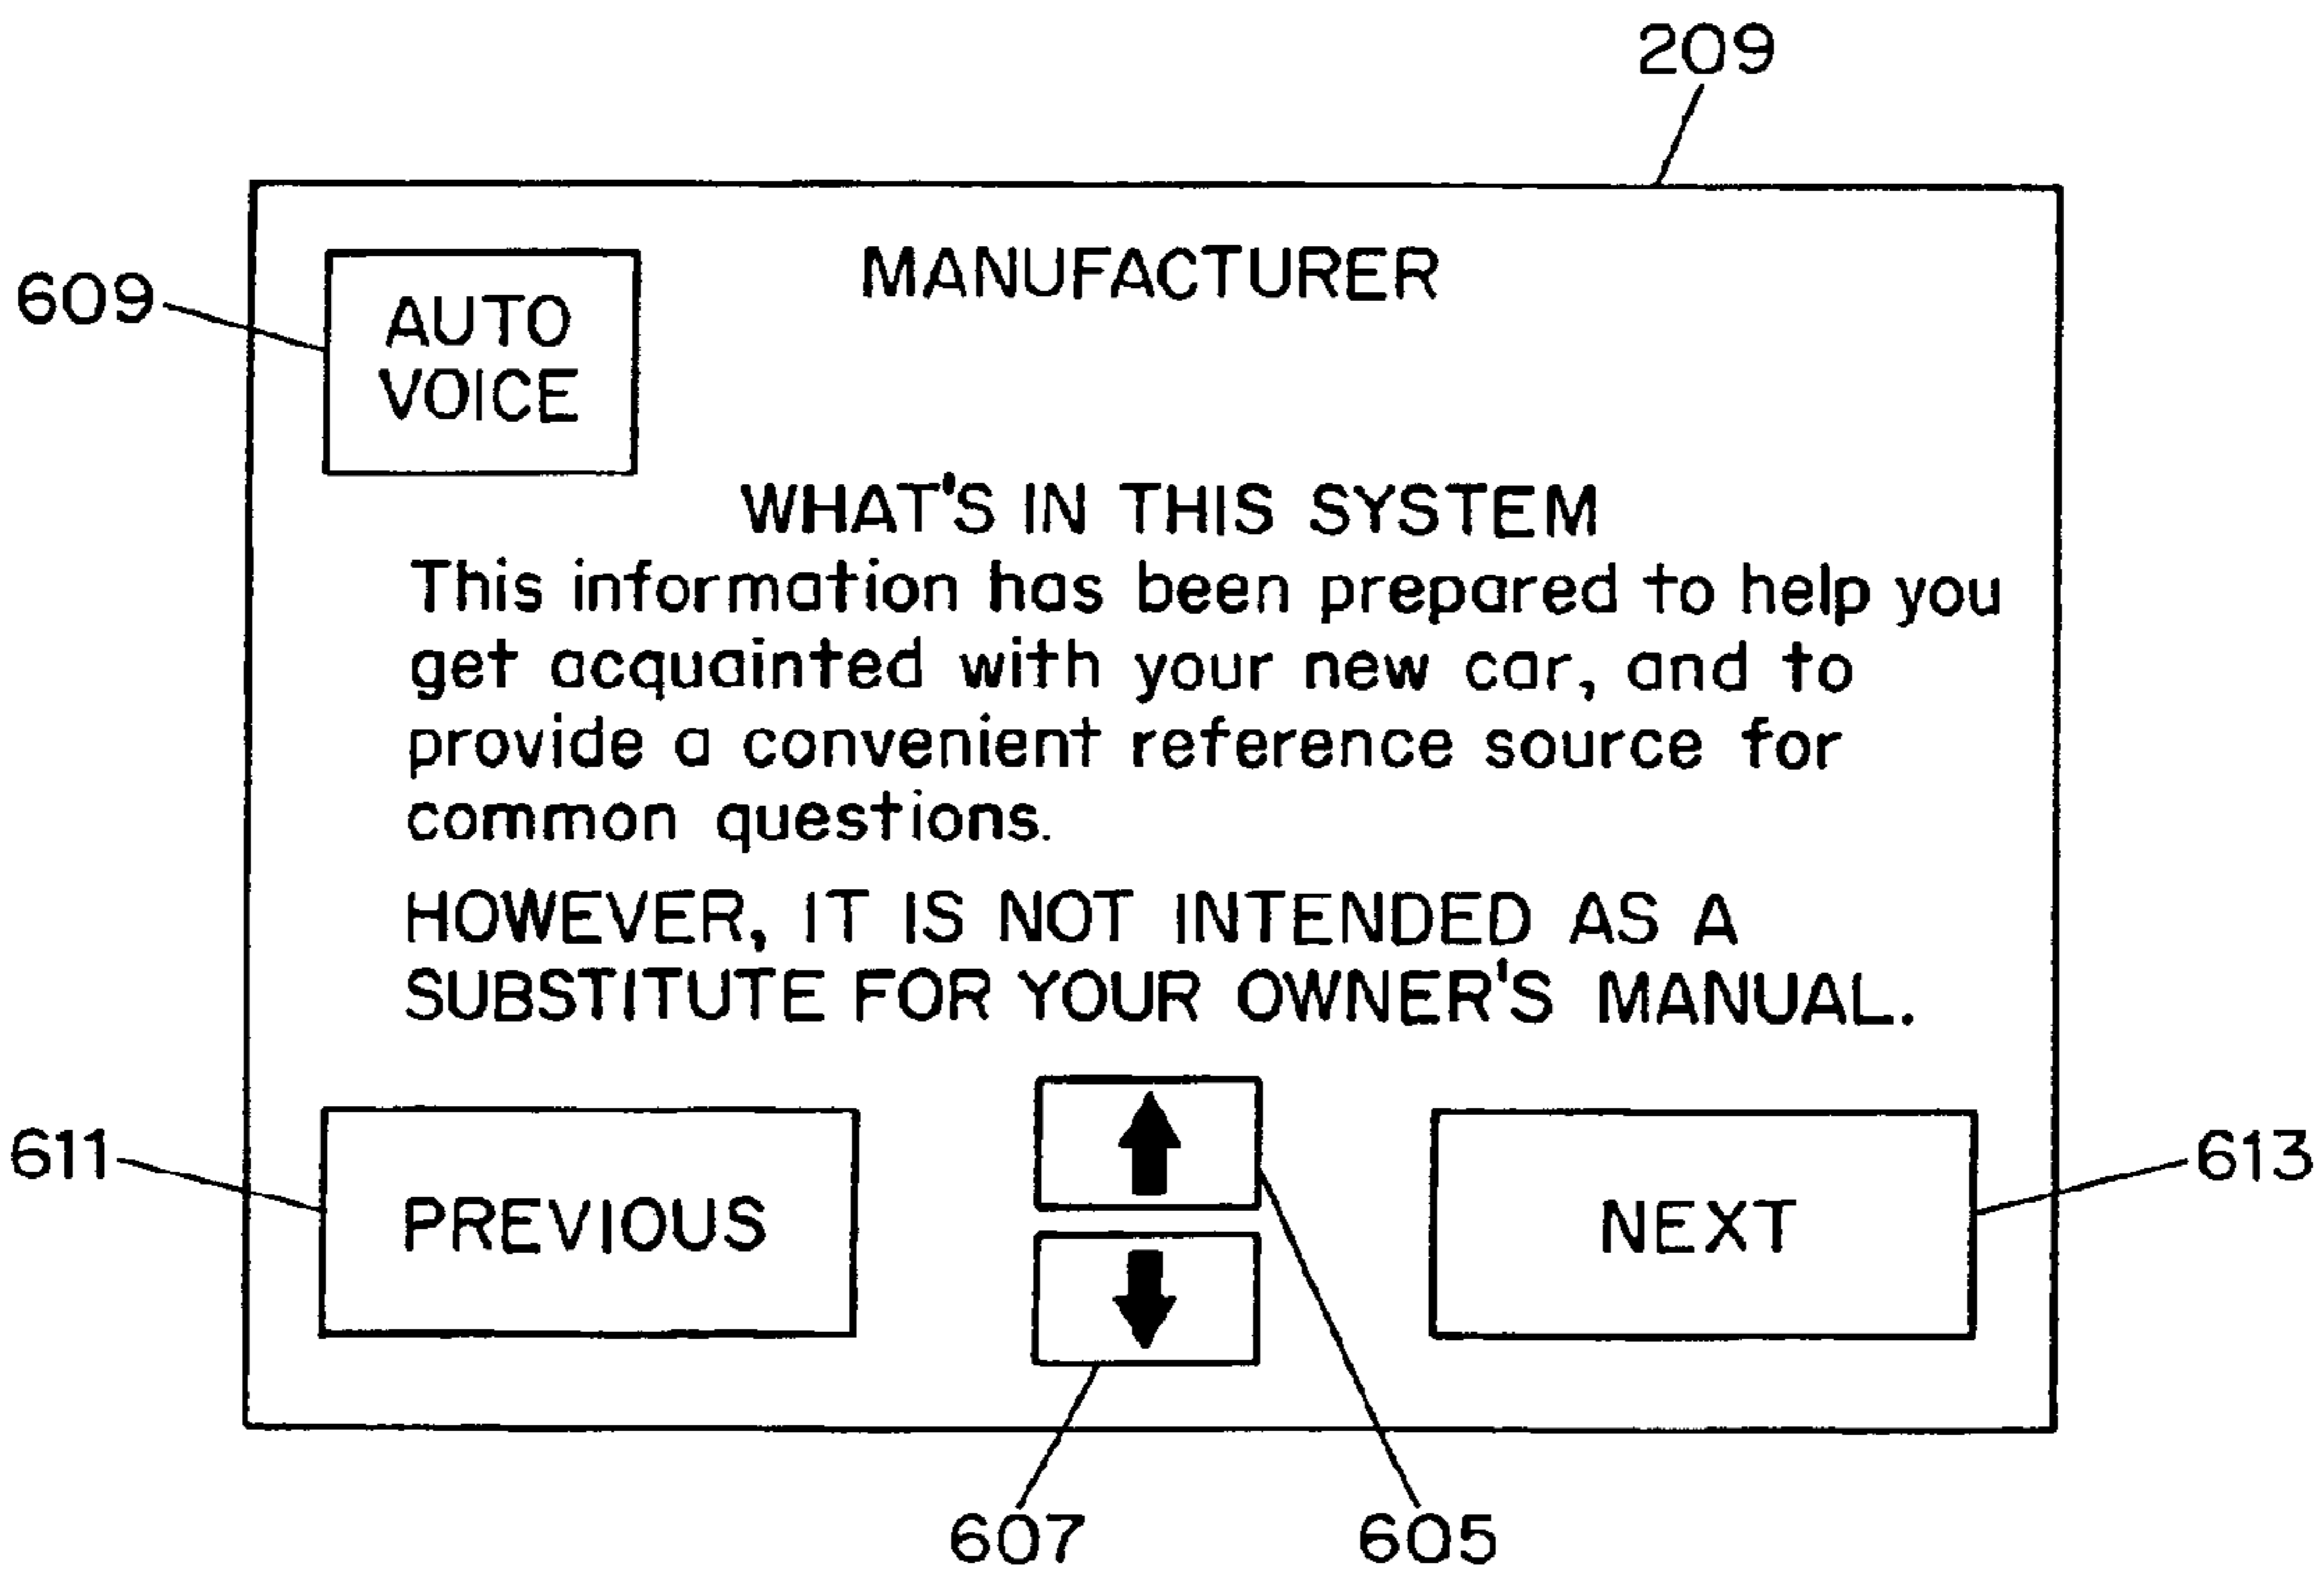 209
MANUFACTURER
609
AUTO
VOICE
WHAT'S IN THIS SYSTEM
This information has been prepared to help you
get acquainted with your new car, and to
provide a convenient reference source for
common questions.
HOWEVER, IT IS NOT INTENDED AS A
SUBSTITUTE FOR YOUR OWNER'S MANUAL.
611
PREVIOUS
NEXT
613
607
605